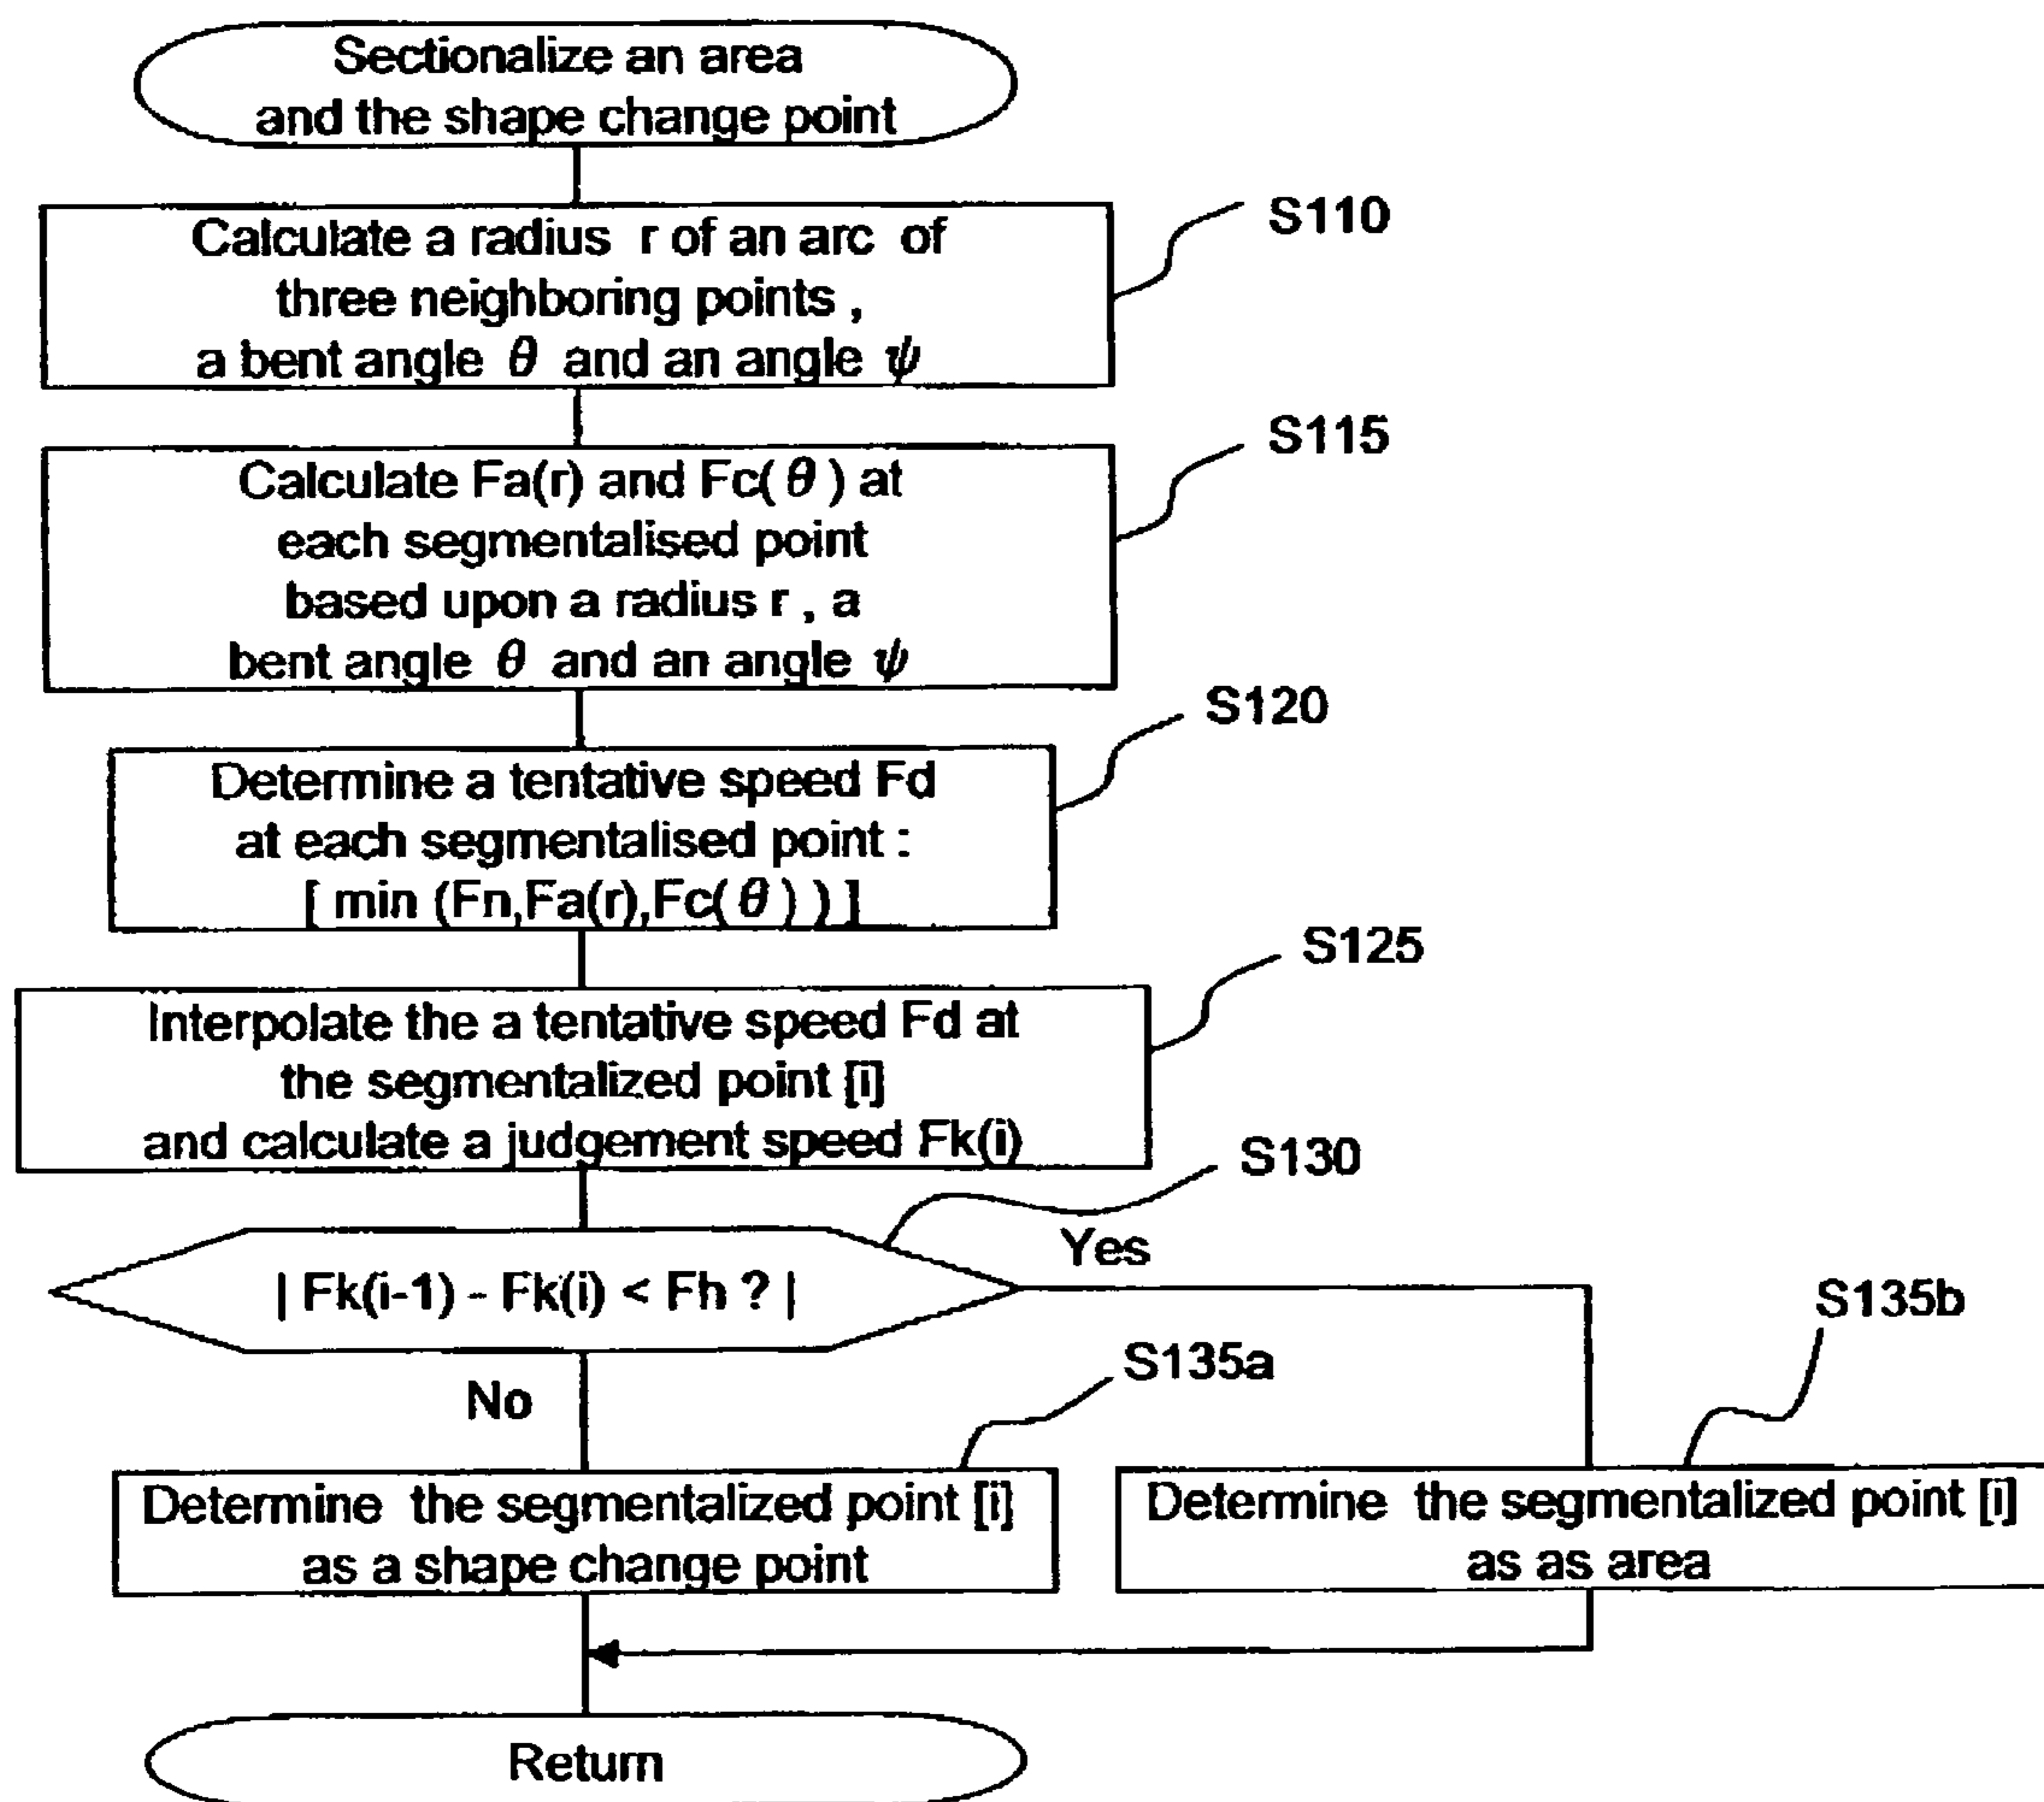 Sectionalize an area
and the shape change point
Calculate a radius r of an arc of
three neighboring points ,
a bent angle θ and an angle ψ
S110
Calculate Fa(r) and Fc( θ ) at
each segmentalised point
based upon a radius r , a
bent angle θ and an angle ψ
S115
Determine a tentative speed Fd
at each segmentalised point :
[ min (Fn,Fa(r),Fc( θ ) ) ]
S120
Interpolate the a tentative speed Fd at
the segmentalized point [i]
and calculate a judgement speed Fk(i)
S125
| Fk(i-1) - Fk(i) < Fh ? |
S130
Yes
No
Determine the segmentalized point [i]
as a shape change point
S135a
Determine the segmentalized point [i]
as as area
S135b
Return